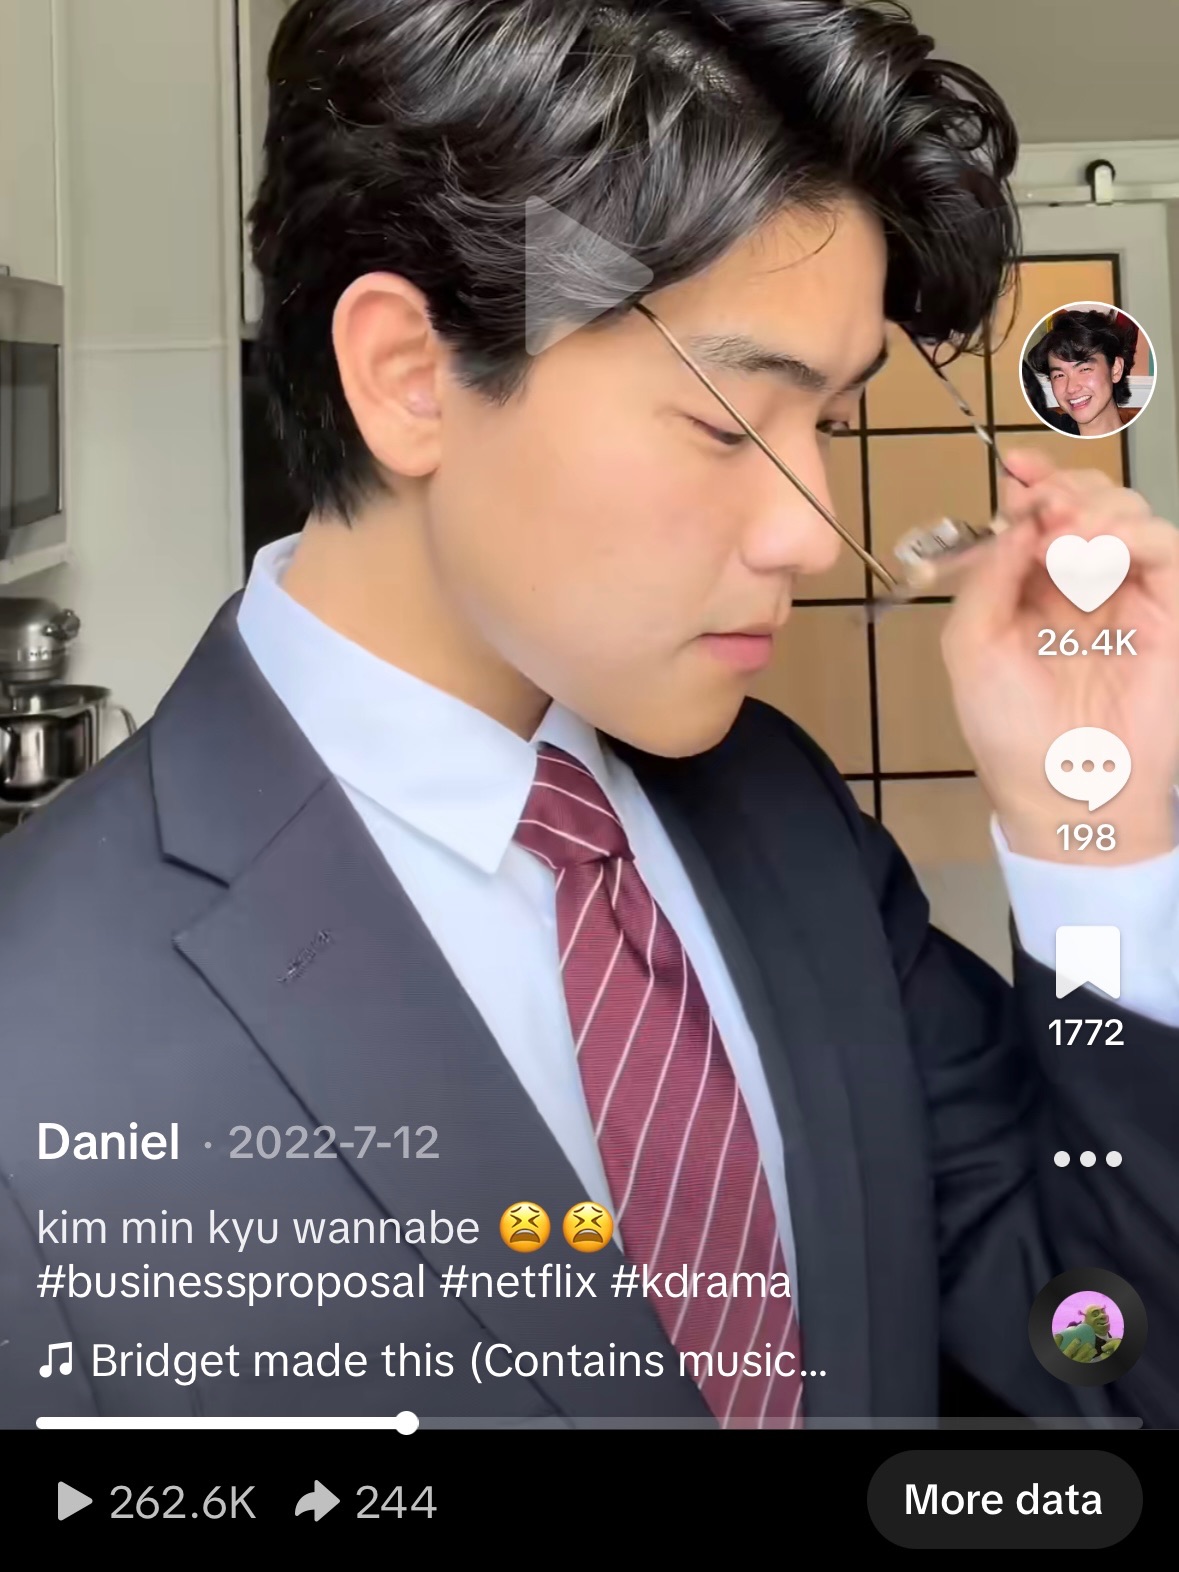 26.4K
198
1772
Daniel · 2022-7-12
kim min kyu wannabe 😫 😫
#businessproposal #netflix #kdrama
Bridget made this (Contains music...
262.6K 244
More data